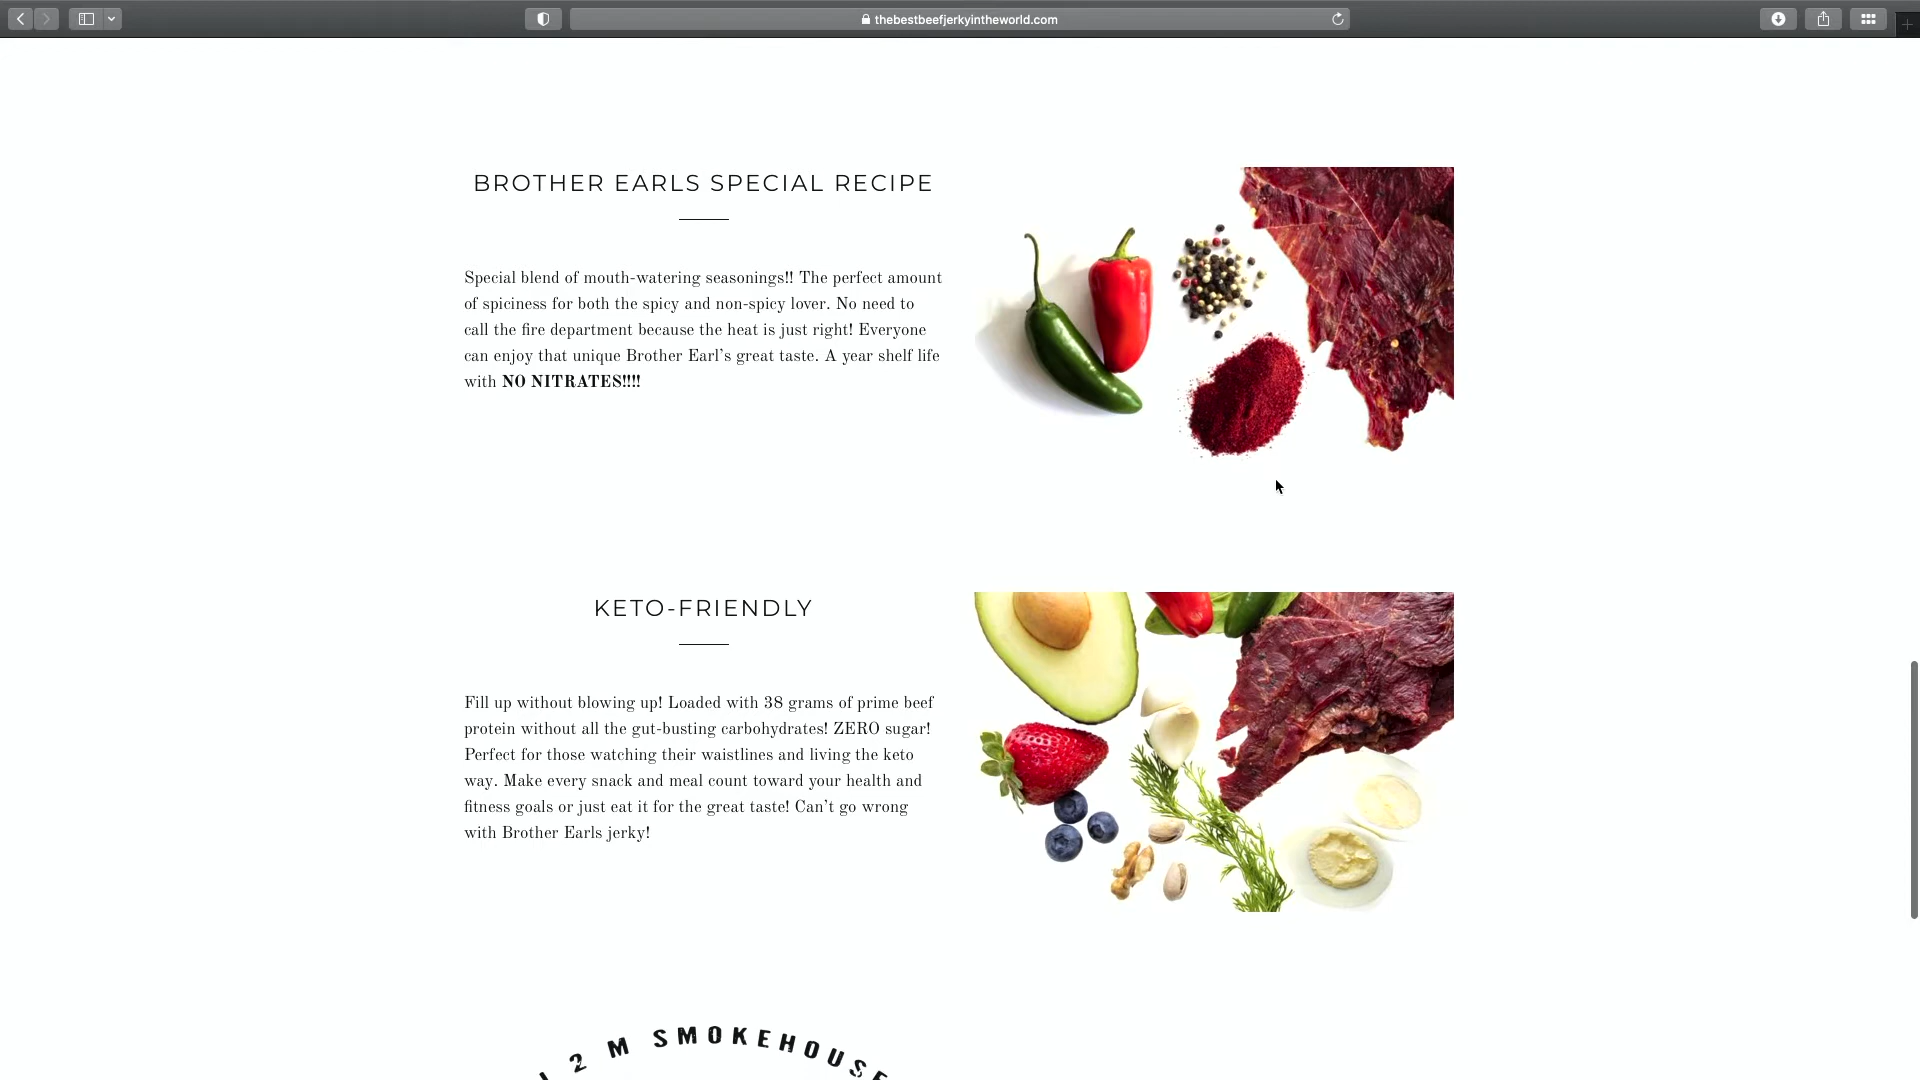 thebestbeefjerkyintheworld.com
BROTHER EARLS SPECIAL RECIPE
Special blend of mouth-watering seasonings!! The perfect amount
of spiciness for both the spicy and non-spicy lover. No need to
call the fire department because the heat is just right! Everyone
can enjoy that unique Brother Earl’s great taste. A year shelf life
with NO NITRATES!!!!
KETO-FRIENDLY
Fill up without blowing up! Loaded with 38 grams of prime beef
protein without all the gut-busting carbohydrates! ZERO sugar!
Perfect for those watching their waistlines and living the keto
way. Make every snack and meal count toward your health and
fitness goals or just eat it for the great taste! Can’t go wrong
with Brother Earls jerky!
2 M SMOKEHOUSE